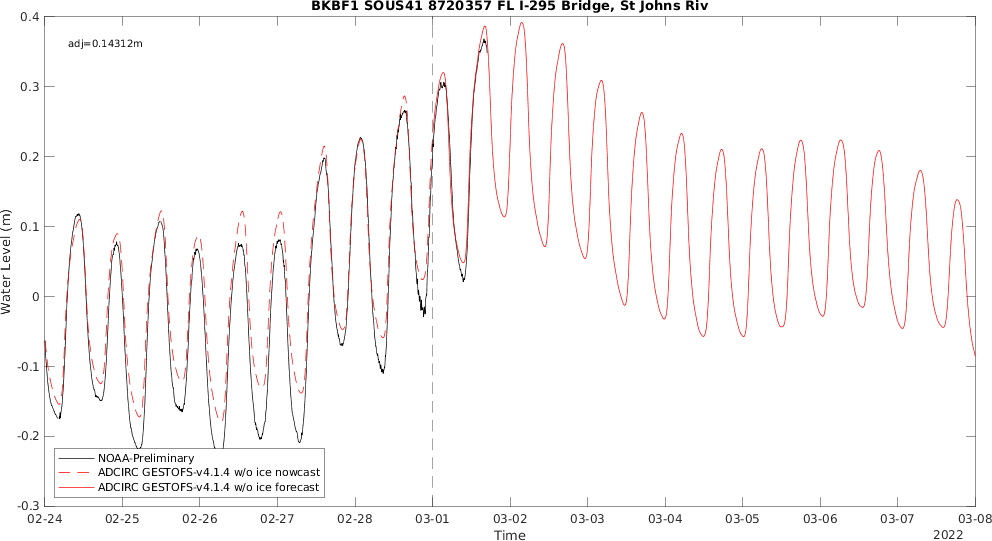 BKBF1 SOUS41 8720357 FL I-295 Bridge, St Johns Riv
adj=0.14312m
0.4
0.3
0.2
0.1
0
-0.1
-0.2
-0.3
Water Level (m)
NOAA-Preliminary
ADCIRC GESTOFS-v4.1.4 w/o ice nowcast
ADCIRC GESTOFS-v4.1.4 w/o ice forecast
02-24 02-25 02-26 02-27 02-28 03-01 03-02 03-03 03-04 03-05 03-06 03-07 03-08
Time
2022